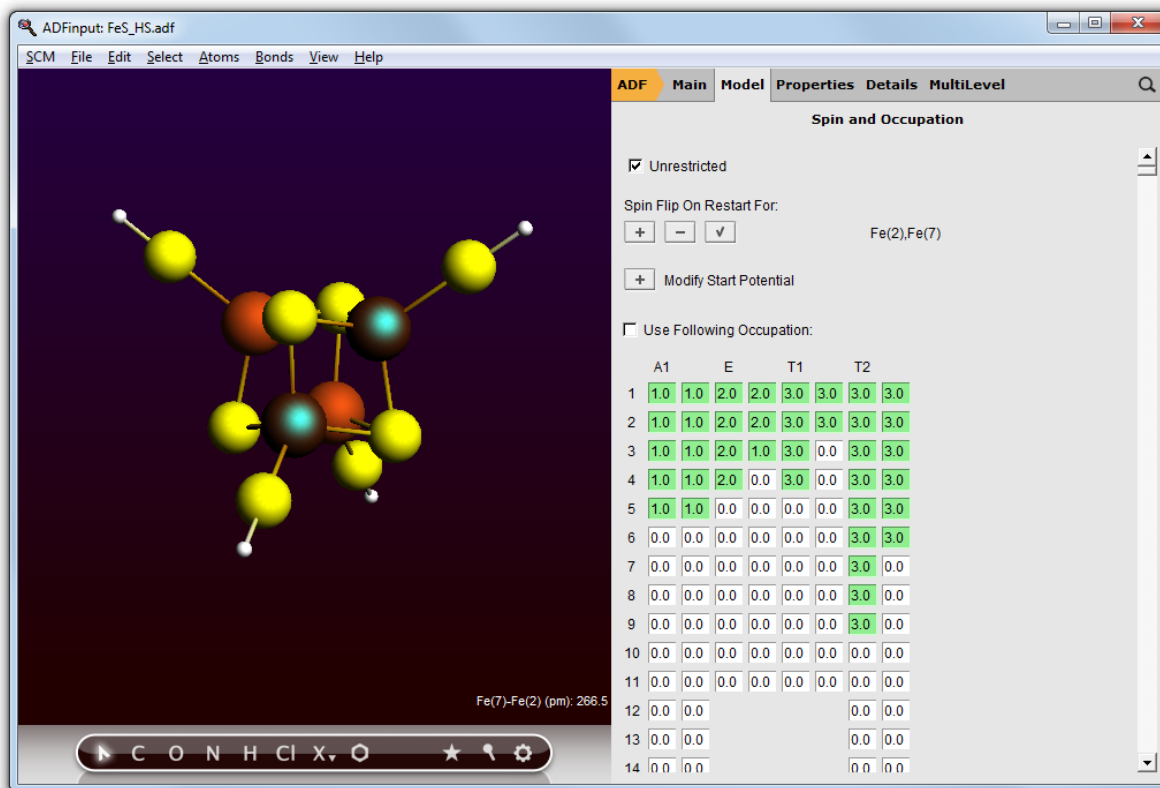 ADFinput: FeS_HS.adf
SCM File Edit Select Atoms Bonds View Help
ADF Main Model Properties Details MultiLevel
Spin and Occupation
Unrestricted
Spin Flip On Restart For:
+ − √ Fe(2),Fe(7)
+ Modify Start Potential
Use Following Occupation:
A1 E T1 T2
1 1.0 1.0 2.0 2.0 3.0 3.0 3.0 3.0
2 1.0 1.0 2.0 2.0 3.0 3.0 3.0 3.0
3 1.0 1.0 2.0 1.0 3.0 0.0 3.0 3.0
4 1.0 1.0 2.0 0.0 3.0 0.0 3.0 3.0
5 1.0 1.0 0.0 0.0 0.0 0.0 3.0 3.0
6 0.0 0.0 0.0 0.0 0.0 0.0 3.0 3.0
7 0.0 0.0 0.0 0.0 0.0 0.0 3.0 0.0
8 0.0 0.0 0.0 0.0 0.0 0.0 3.0 0.0
9 0.0 0.0 0.0 0.0 0.0 0.0 3.0 0.0
10 0.0 0.0 0.0 0.0 0.0 0.0 0.0 0.0
11 0.0 0.0 0.0 0.0 0.0 0.0 0.0 0.0
12 0.0 0.0 0.0 0.0
13 0.0 0.0 0.0 0.0
14 0.0 0.0 0.0 0.0
Fe(7)-Fe(2) (pm): 266.5
C O N H Cl X